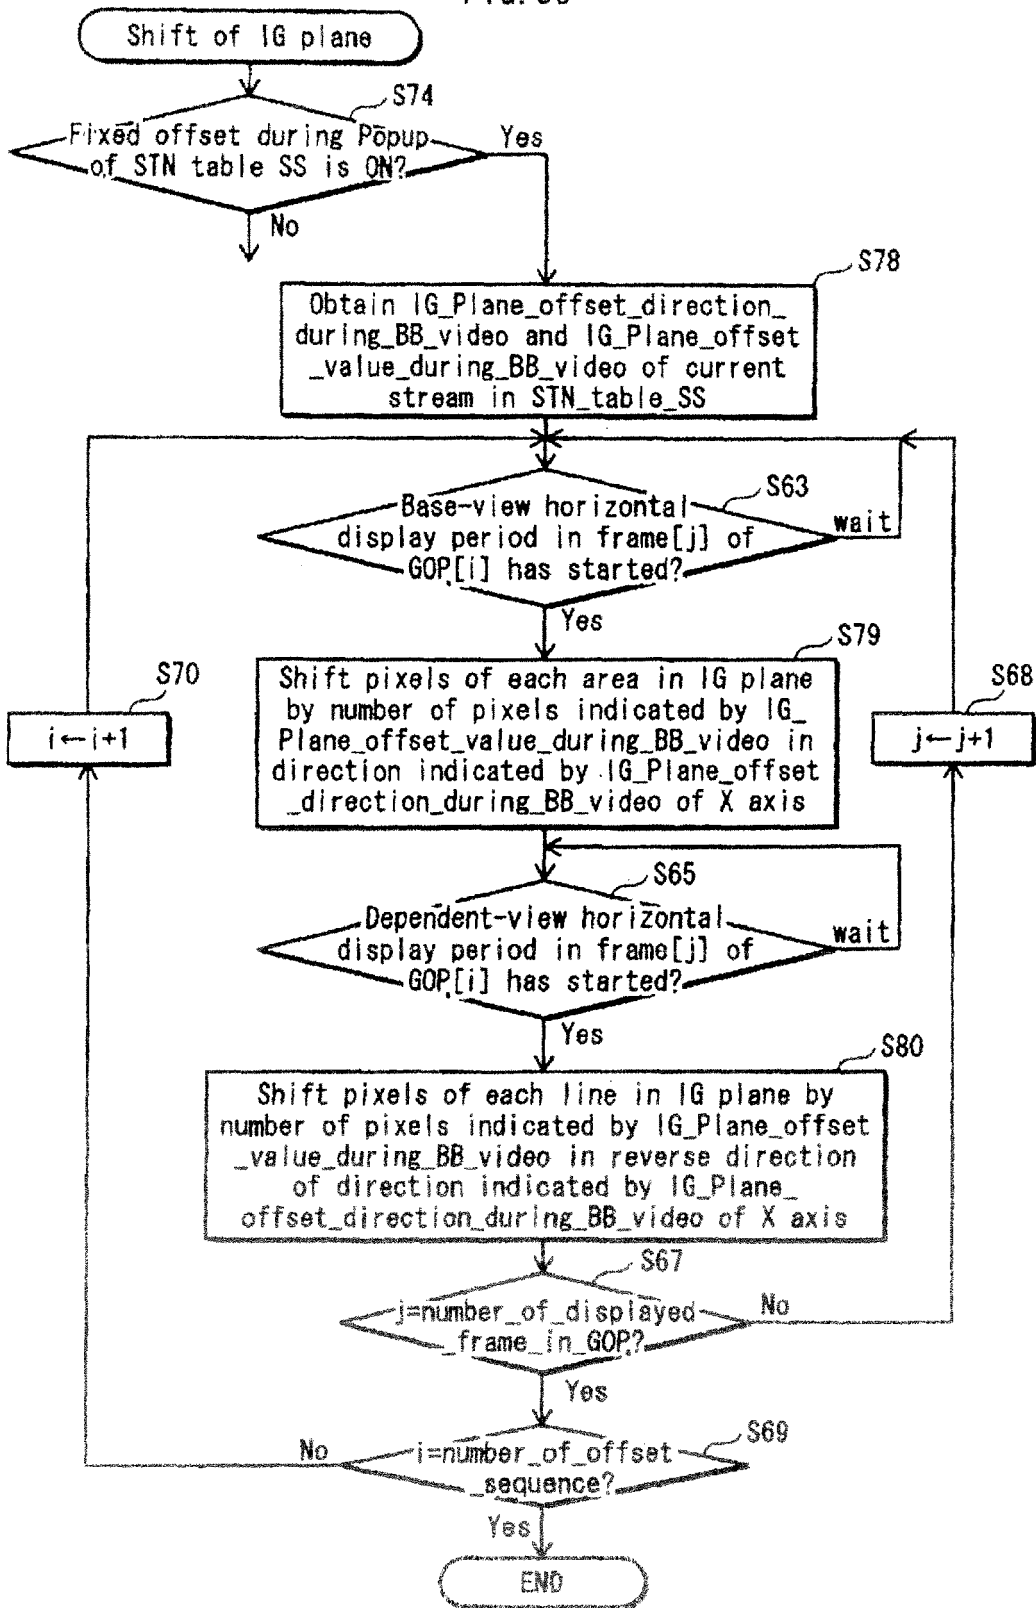 Shift of IG plane
S74
Fixed offset during Popup
of STN table SS is ON?
Yes
No
S78
Obtain IG_Plane_offset_direction_
during_BB_video and IG_Plane_offset
_value_during_BB_video of current
stream in STN_table_SS
S63
Base-view horizontal
display period in frame[j] of
GOP[i] has started?
wait
Yes
S79
Shift pixels of each area in IG plane
by number of pixels indicated by IG_
Plane_offset_value_during_BB_video in
direction indicated by IG_Plane_offset
_direction_during_BB_video of X axis
S70
i←i+1
S68
j←j+1
S65
Dependent-view horizontal
display period in frame[j] of
GOP[i] has started?
wait
Yes
S80
Shift pixels of each line in IG plane by
number of pixels indicated by IG_Plane_offset
_value_during_BB_video in reverse direction
of direction indicated by IG_Plane_
offset_direction_during_BB_video of X axis
S67
j=number_of_displayed
_frame_in_GOP?
No
Yes
S69
i=number_of_offset
_sequence?
No
Yes
END